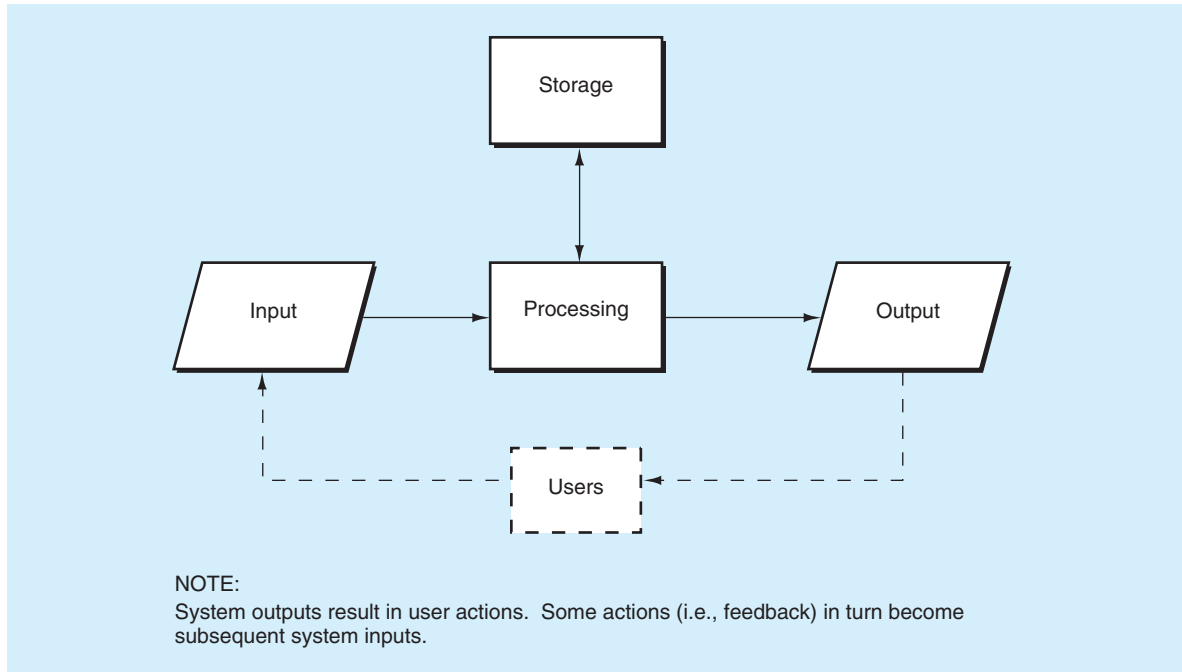 Storage
Input
Processing
Output
Users
NOTE:
System outputs result in user actions. Some actions (i.e., feedback) in turn become
subsequent system inputs.